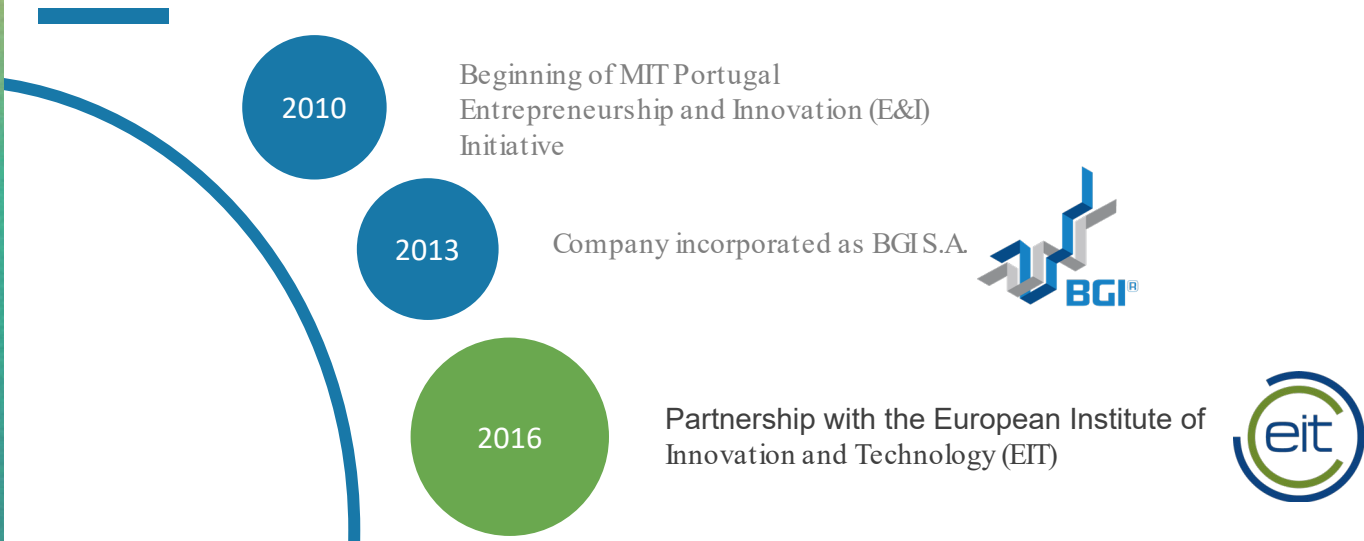 2010
Beginning of MIT Portugal
Entrepreneurship and Innovation (E&I)
Initiative
2013
Company incorporated as BGI S.A.
BGI®
2016
Partnership with the European Institute of
Innovation and Technology (EIT)
eit